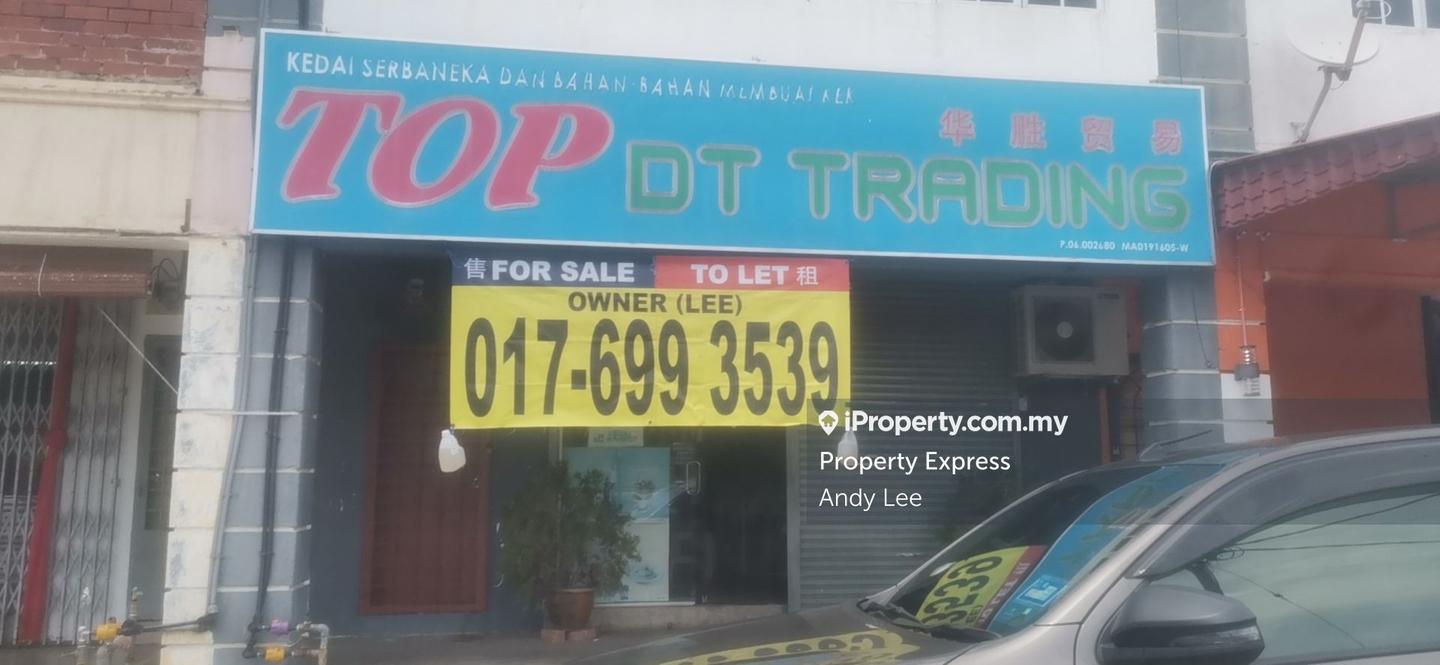 KEDAI SERBANEKA DAN BAHAN-BAHAN MEMBUAT KEK
TOP DT TRADING
华胜贸易
P.06.002680 MA0191605-W
售 FOR SALE TO LET 租
OWNER (LEE)
017-699 3539
iProperty.com.my
Property Express
Andy Lee